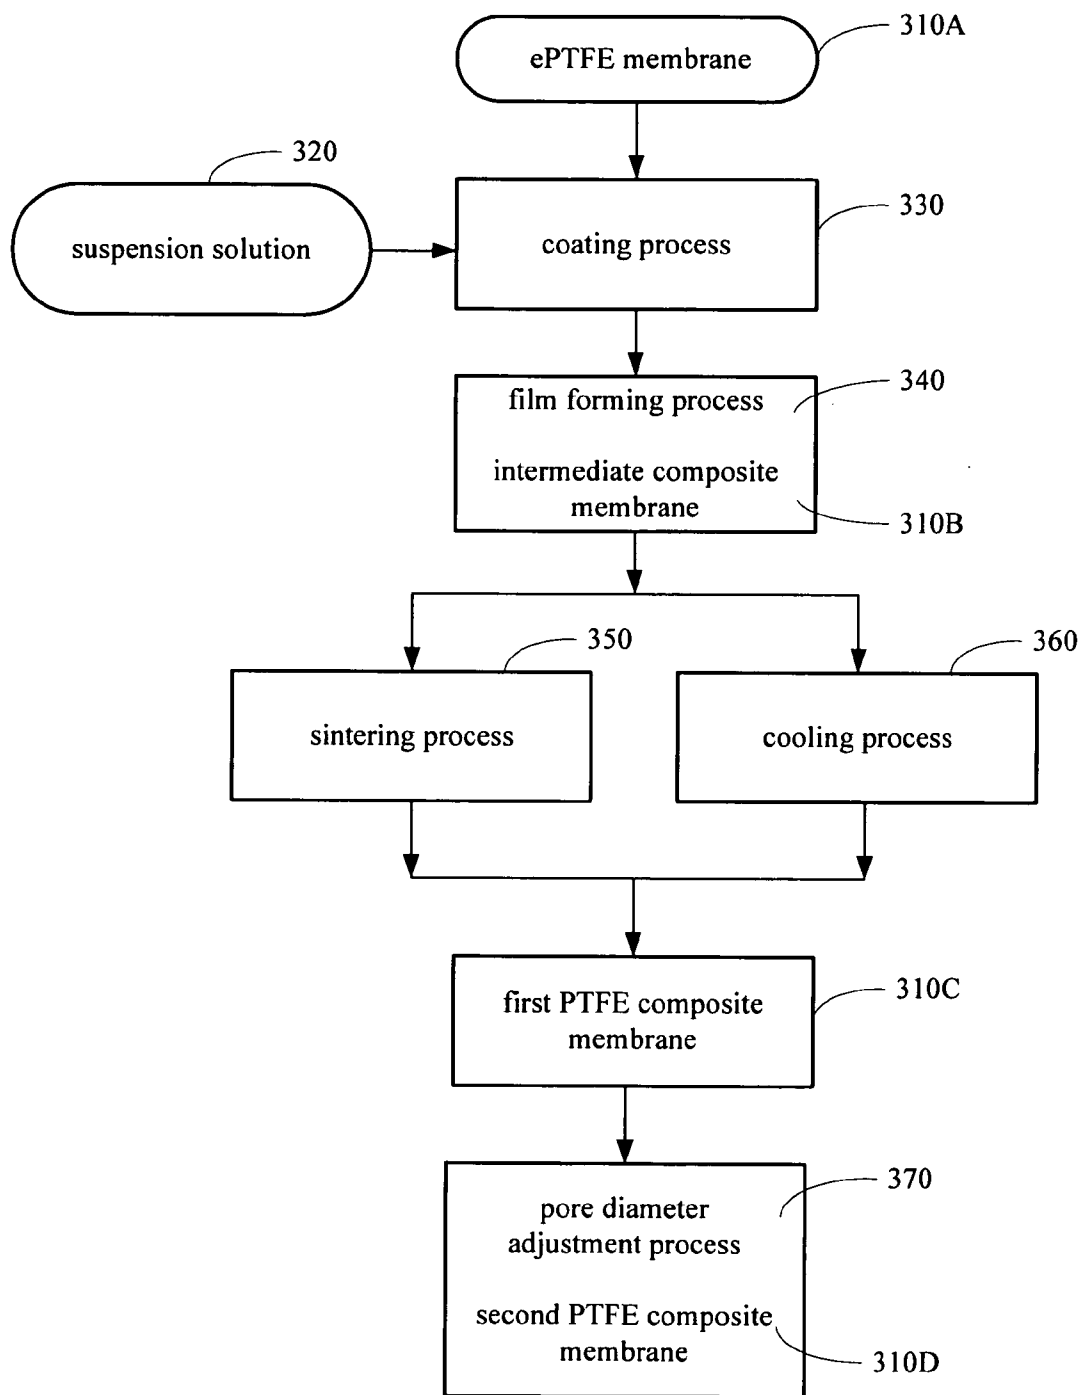 310A
ePTFE membrane
320
330
suspension solution
coating process
340
film forming process
intermediate composite
membrane
310B
350
360
sintering process
cooling process
310C
first PTFE composite
membrane
370
pore diameter
adjustment process
second PTFE composite
membrane
310D